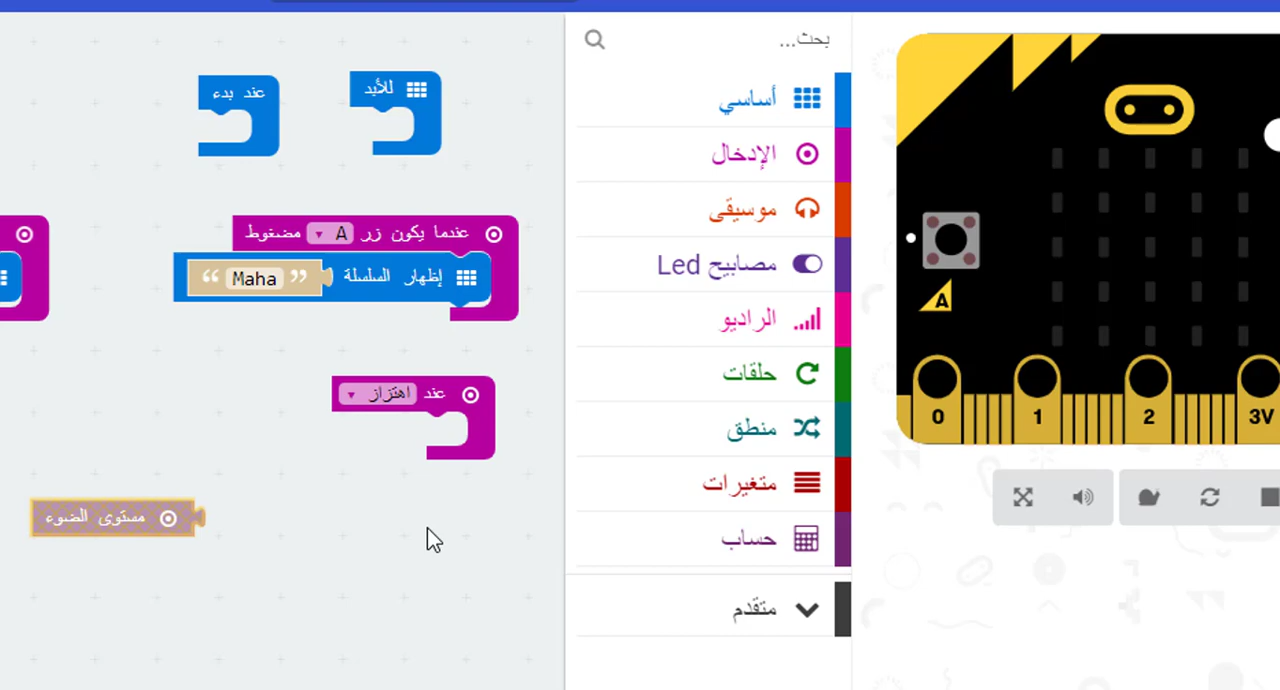 بحث...
للأبد
عند بدء
أساسي
الإدخال
موسيقى
مصابيح Led
الراديو
حلقات
منطق
متغيرات
حساب
متقدم
عندما يكون زر A مضغوط
إظهار السلسلة “ Maha ”
عند اهتزاز
مستوى الضوء
A
0 1 2 3V